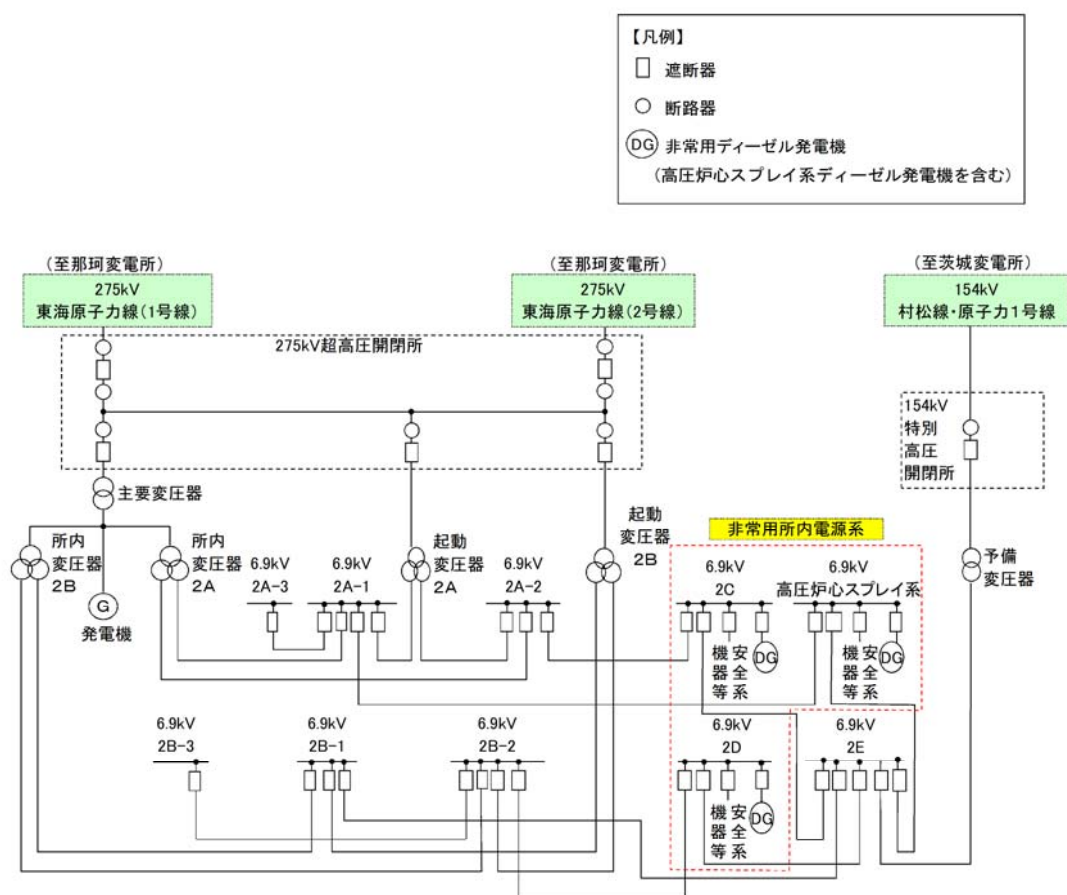 【凡例】
遮断器
断路器
DG 非常用ディーゼル発電機
(高圧炉心スプレイ系ディーゼル発電機を含む)
(至那珂変電所)
275kV
東海原子力線(1号線)
(至那珂変電所)
275kV
東海原子力線(2号線)
(至茨城変電所)
154kV
村松線・原子力1号線
275kV超高圧開閉所
154kV
特別
高圧
開閉所
主要変圧器
所内
変圧器
2B
所内
変圧器
2A
G
発電機
起動
変圧器
2A
起動
変圧器
2B
予備
変圧器
非常用所内電源系
6.9kV
2A-3
6.9kV
2A-1
6.9kV
2A-2
6.9kV
2C
6.9kV
高圧炉心スプレイ系
安全系
機器等
DG
安全系
機器等
DG
6.9kV
2B-3
6.9kV
2B-1
6.9kV
2B-2
6.9kV
2D
6.9kV
2E
安全系
機器等
DG